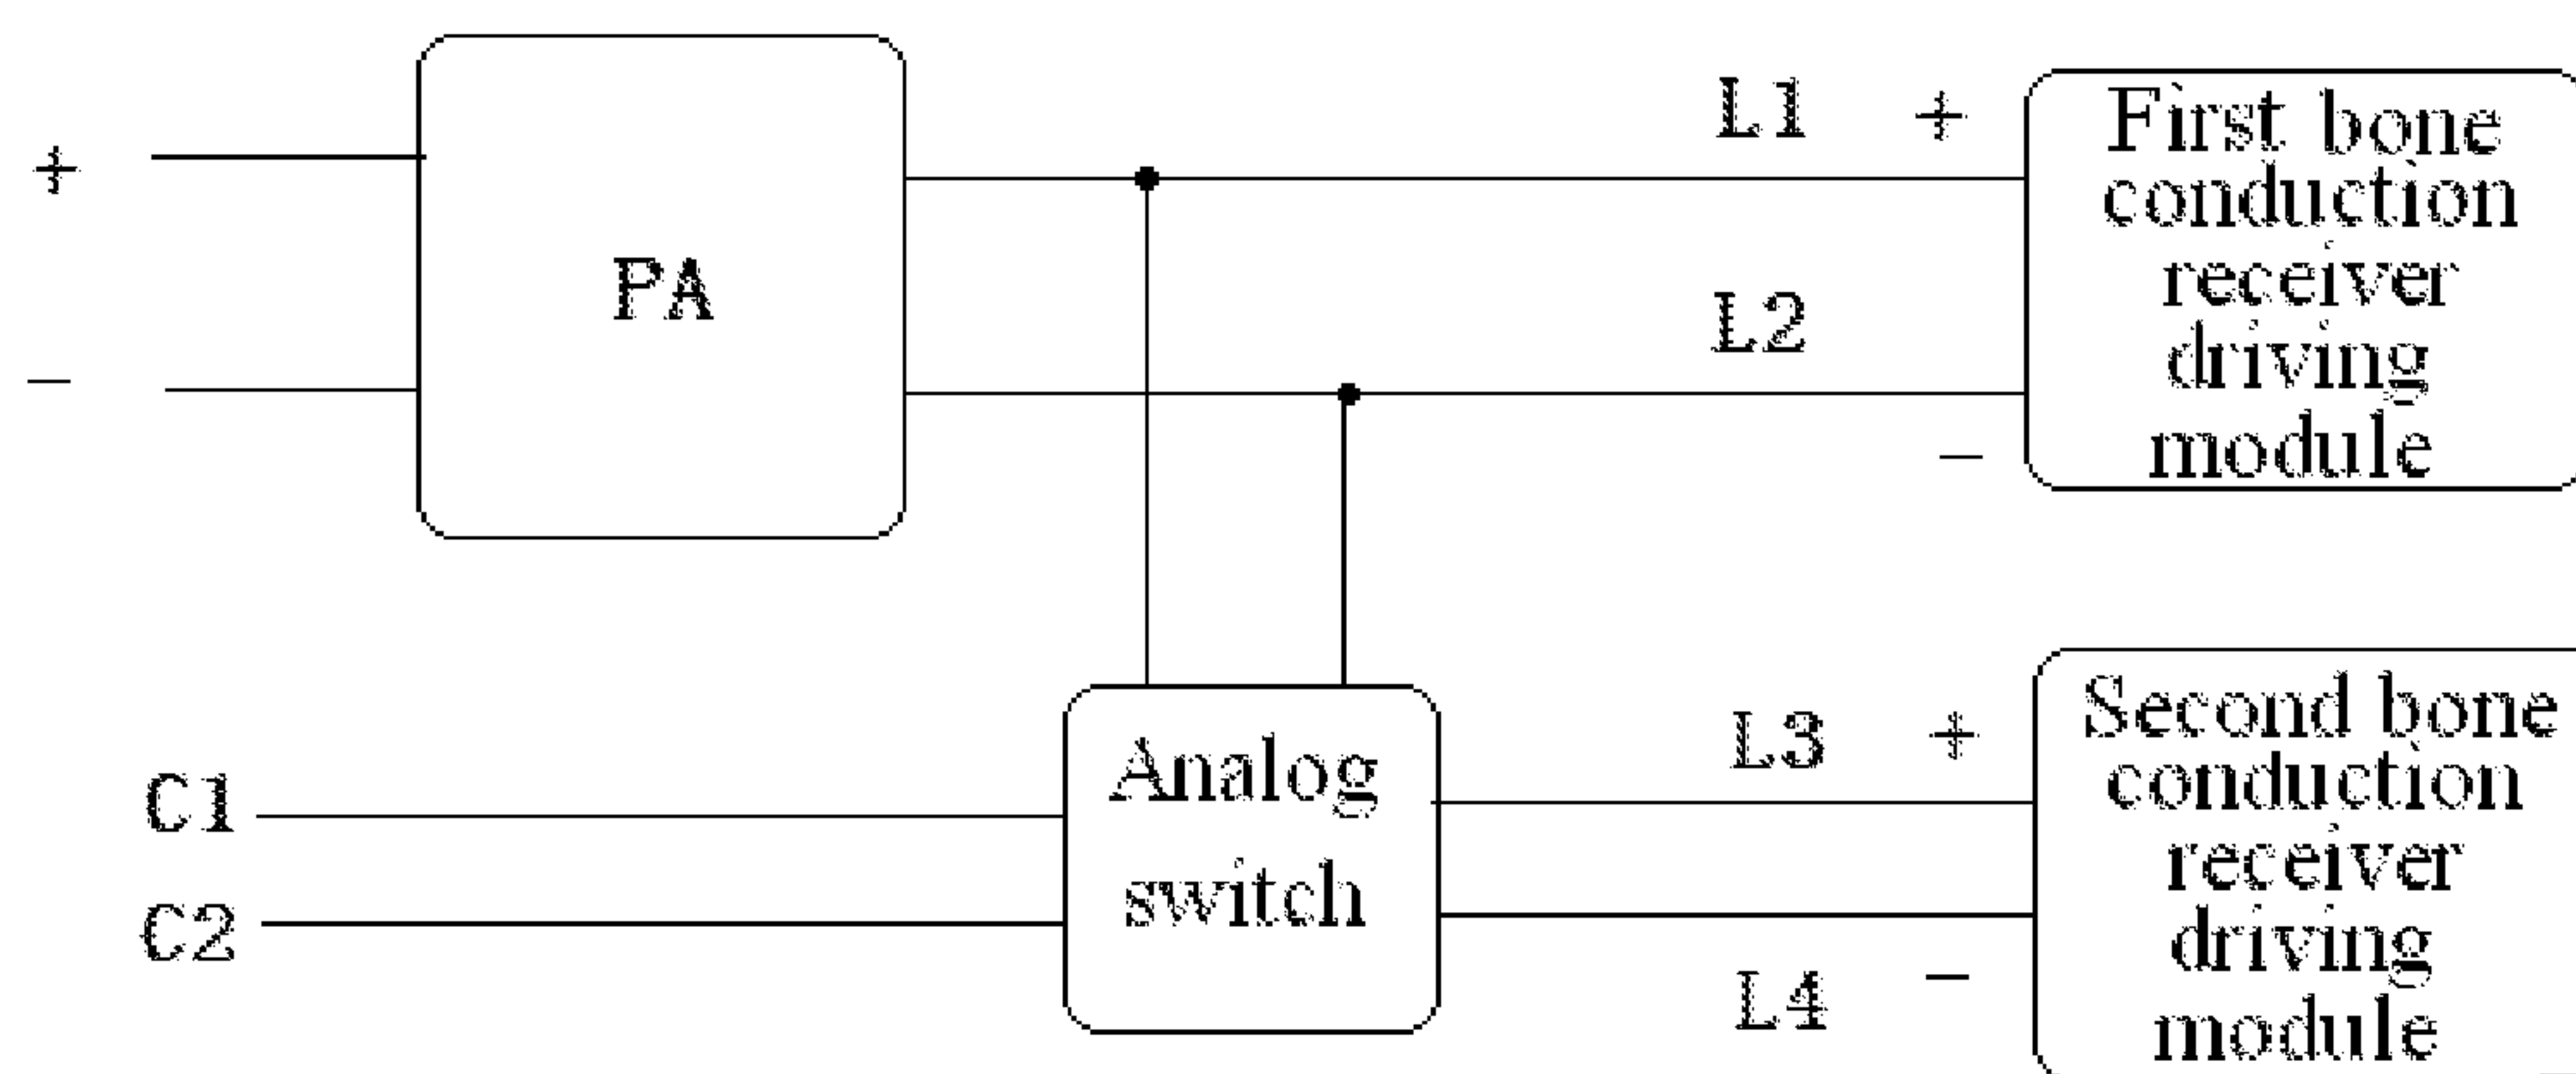 +
−
PA
L1 +
L2
−
First bone
conduction
receiver
driving
module
C1
C2
Analog
switch
L3 +
L4 −
Second bone
conduction
receiver
driving
module